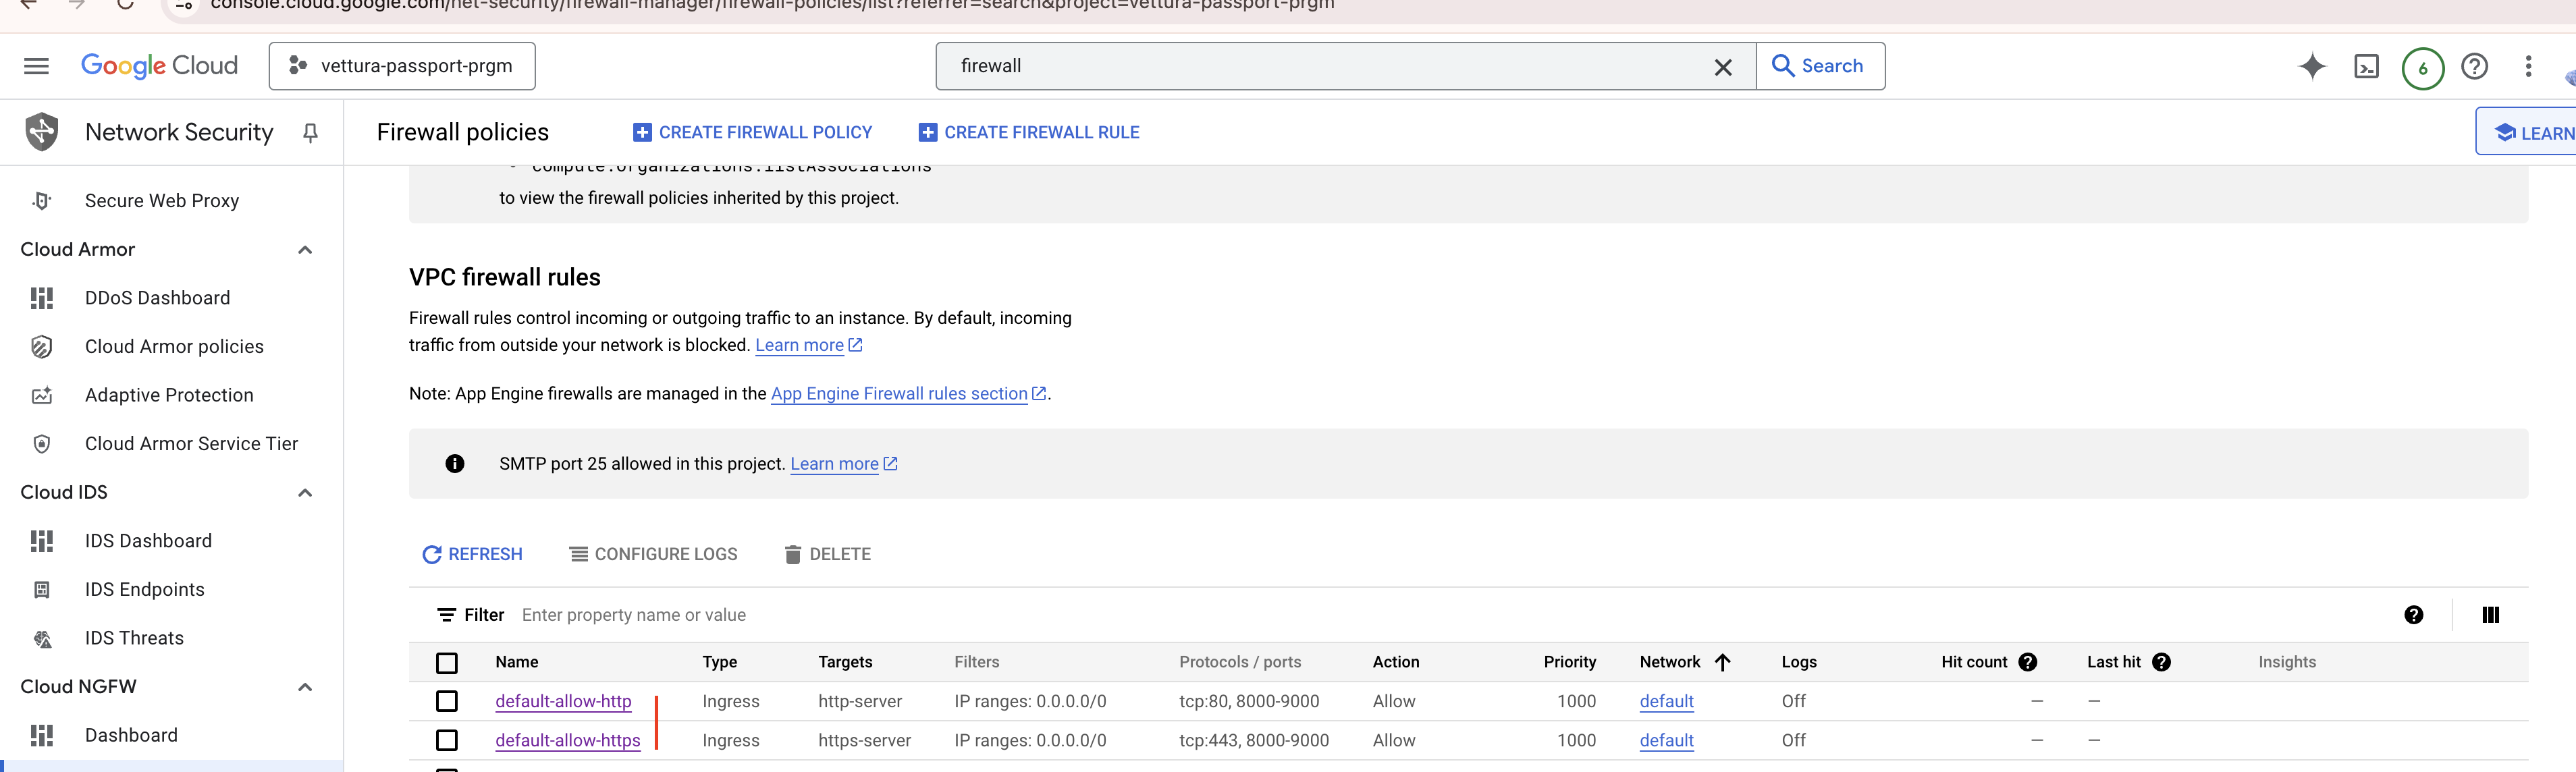 console.cloud.google.com/net-security/firewall-manager/firewall-policies/list?referrer=search&project=vettura-passport-prgm
Google Cloud
vettura-passport-prgm
firewall
Search
6
Network Security
Firewall policies
CREATE FIREWALL POLICY
CREATE FIREWALL RULE
LEARN
Secure Web Proxy
Cloud Armor
DDoS Dashboard
Cloud Armor policies
Adaptive Protection
Cloud Armor Service Tier
Cloud IDS
IDS Dashboard
IDS Endpoints
IDS Threats
Cloud NGFW
Dashboard
compute.organizations.listAssociations
to view the firewall policies inherited by this project.
VPC firewall rules
Firewall rules control incoming or outgoing traffic to an instance. By default, incoming
traffic from outside your network is blocked. Learn more
Note: App Engine firewalls are managed in the App Engine Firewall rules section.
SMTP port 25 allowed in this project. Learn more
REFRESH CONFIGURE LOGS DELETE
Filter Enter property name or value
Name Type Targets Filters Protocols / ports Action Priority Network Logs Hit count Last hit Insights
default-allow-http Ingress http-server IP ranges: 0.0.0.0/0 tcp:80, 8000-9000 Allow 1000 default Off — —
default-allow-https Ingress https-server IP ranges: 0.0.0.0/0 tcp:443, 8000-9000 Allow 1000 default Off — —